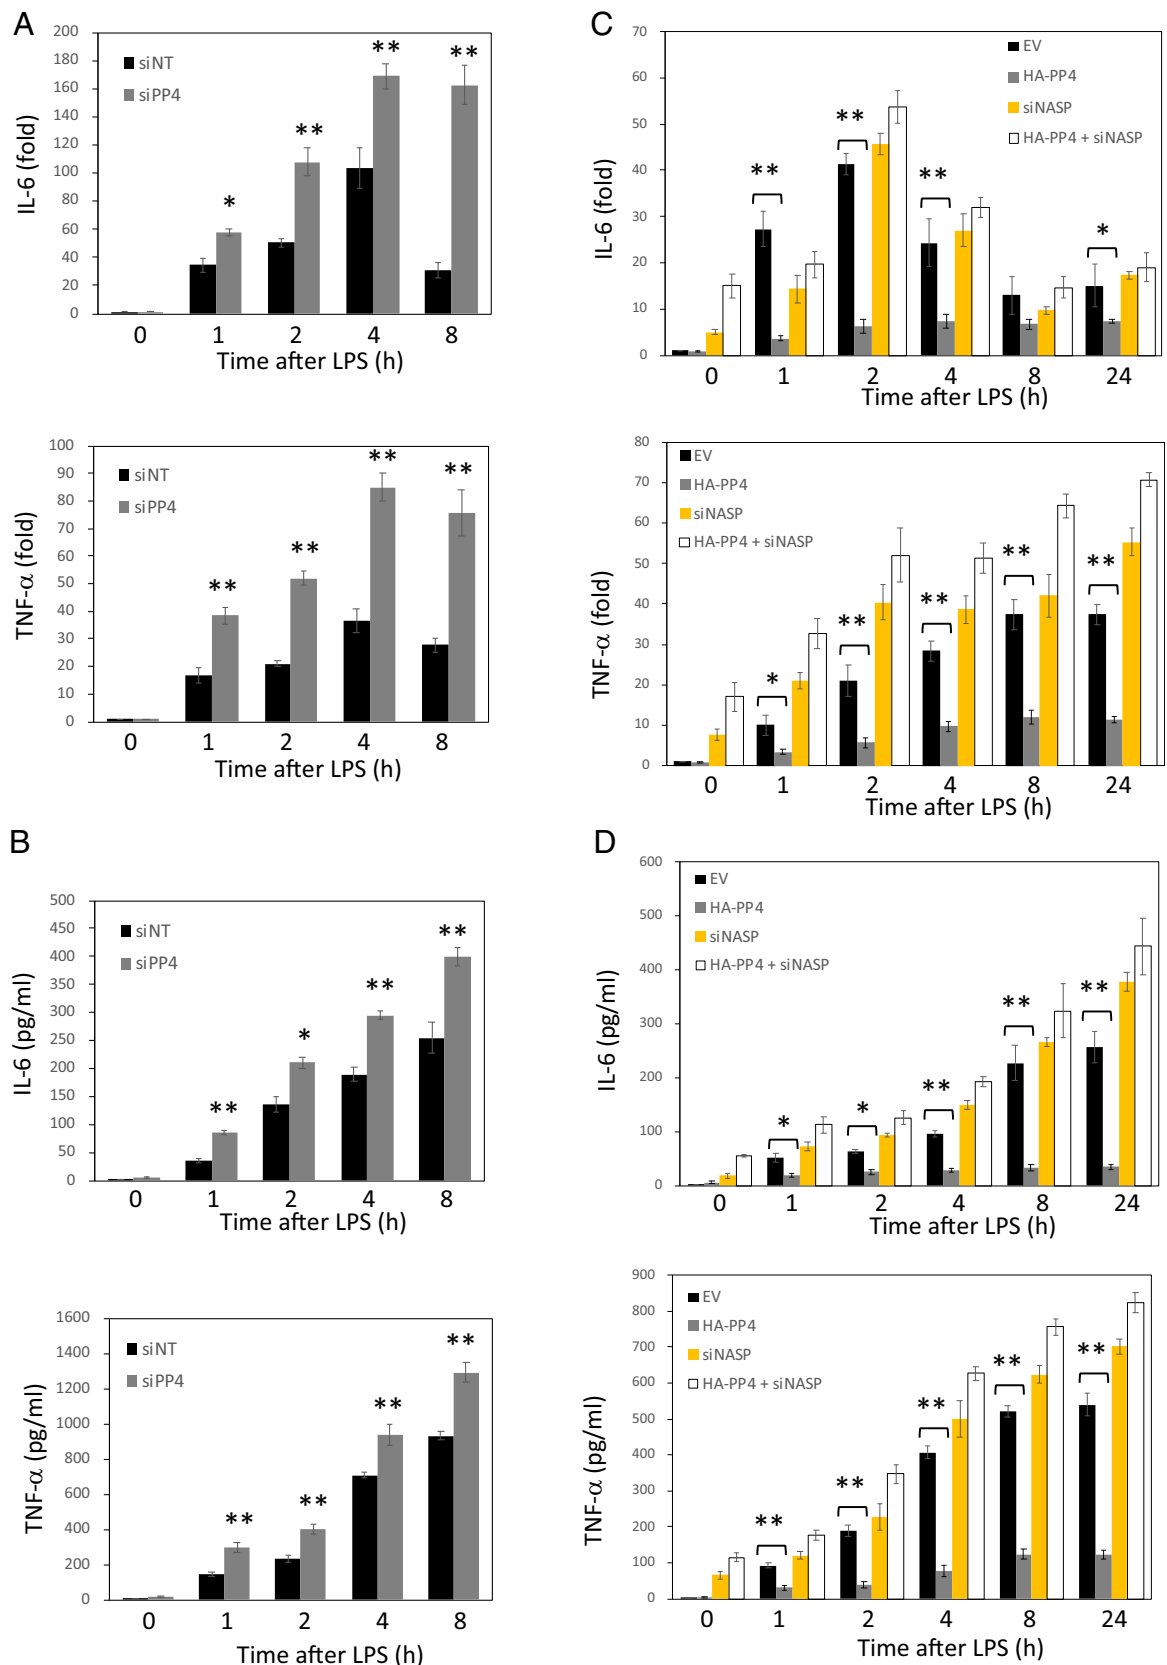 A
200
180
160
140
120
100
80
60
40
20
0
IL-6 (fold)
siNT
siPP4
*
**
**
**
0 1 2 4 8
Time after LPS (h)
100
90
80
70
60
50
40
30
20
10
0
TNF-α (fold)
siNT
siPP4
**
**
**
**
0 1 2 4 8
Time after LPS (h)
B
500
450
400
350
300
250
200
150
100
50
0
IL-6 (pg/ml)
siNT
siPP4
**
*
**
**
0 1 2 4 8
Time after LPS (h)
1600
1400
1200
1000
800
600
400
200
0
TNF-α (pg/ml)
siNT
siPP4
**
**
**
**
0 1 2 4 8
Time after LPS (h)
C
70
60
50
40
30
20
10
0
IL-6 (fold)
EV
HA-PP4
siNASP
HA-PP4 + siNASP
**
**
**
*
0 1 2 4 8 24
Time after LPS (h)
80
70
60
50
40
30
20
10
0
TNF-α (fold)
EV
HA-PP4
siNASP
HA-PP4 + siNASP
*
**
**
**
**
0 1 2 4 8 24
Time after LPS (h)
D
600
500
400
300
200
100
0
IL-6 (pg/ml)
EV
HA-PP4
siNASP
HA-PP4 + siNASP
*
*
**
**
**
0 1 2 4 8 24
Time after LPS (h)
900
800
700
600
500
400
300
200
100
0
TNF-α (pg/ml)
EV
HA-PP4
siNASP
HA-PP4 + siNASP
**
**
**
**
**
0 1 2 4 8 24
Time after LPS (h)